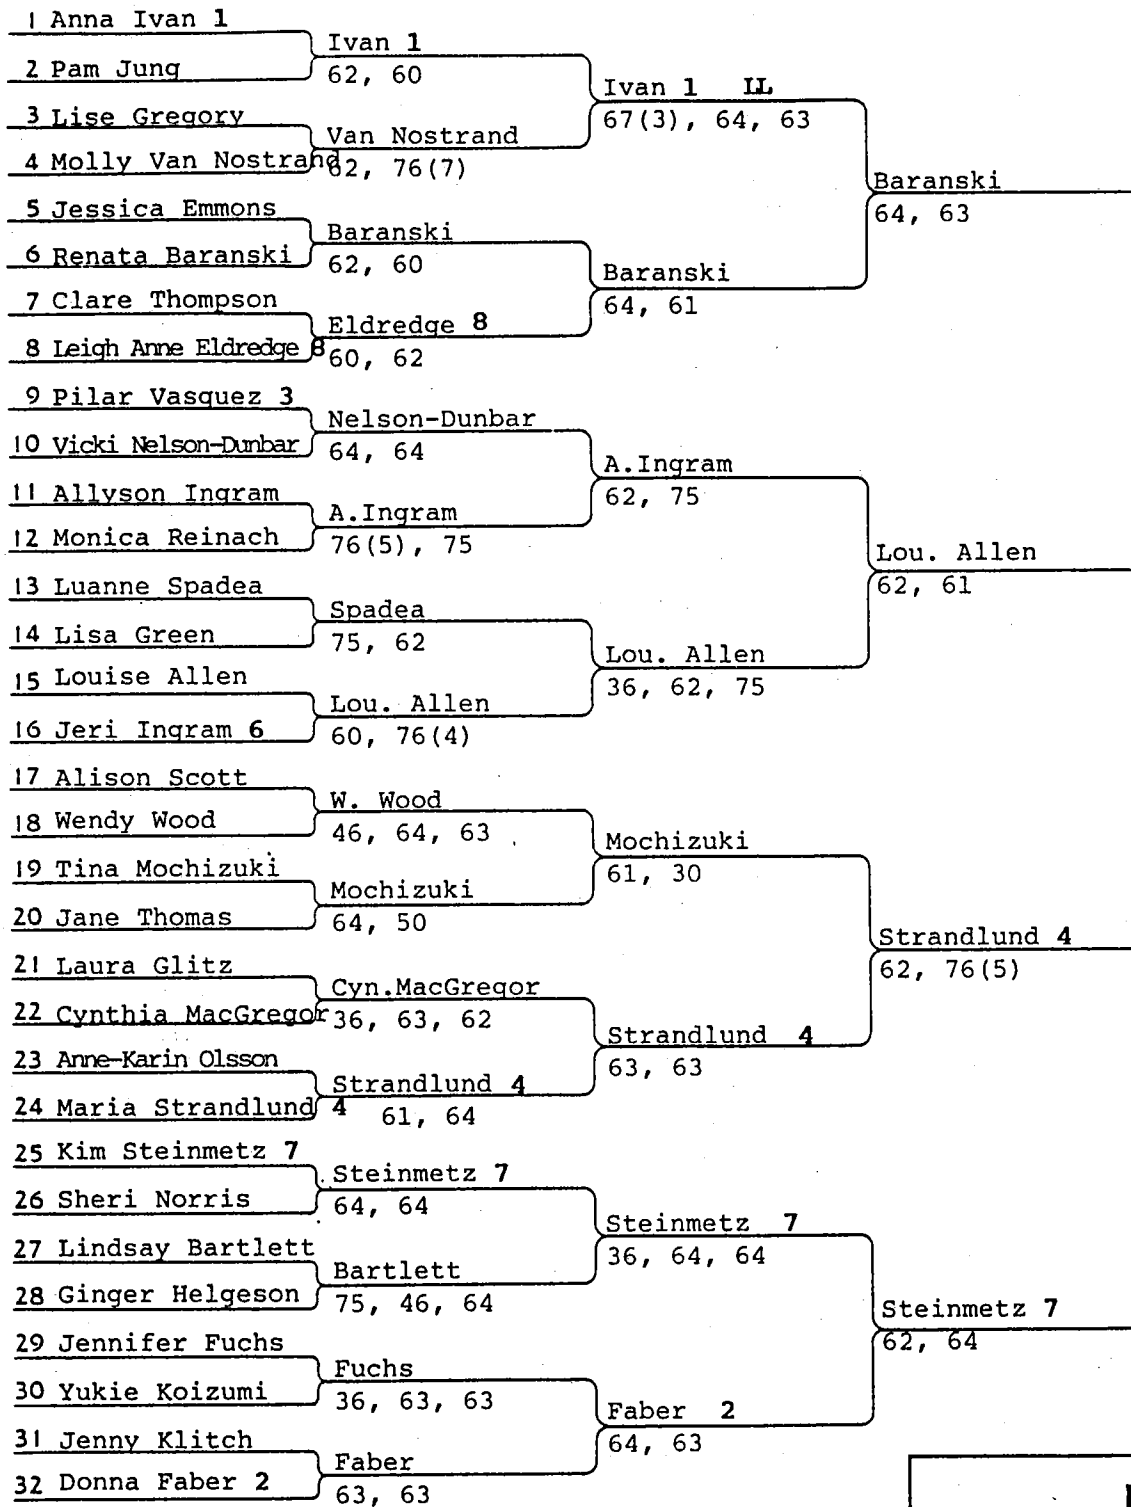 1 Anna Ivan 1
2 Pam Jung
3 Lise Gregory
4 Molly Van Nostrand
5 Jessica Emmons
6 Renata Baranski
7 Clare Thompson
8 Leigh Anne Eldredge 8
9 Pilar Vasquez 3
10 Vicki Nelson-Dunbar
11 Allyson Ingram
12 Monica Reinach
13 Luanne Spadea
14 Lisa Green
15 Louise Allen
16 Jeri Ingram 6
17 Alison Scott
18 Wendy Wood
19 Tina Mochizuki
20 Jane Thomas
21 Laura Glitz
22 Cynthia MacGregor
23 Anne-Karin Olsson
24 Maria Strandlund 4
25 Kim Steinmetz 7
26 Sheri Norris
27 Lindsay Bartlett
28 Ginger Helgeson
29 Jennifer Fuchs
30 Yukie Koizumi
31 Jenny Klitch
32 Donna Faber 2
Ivan 1
62, 60
Van Nostrand
62, 76(7)
Baranski
62, 60
Eldredge 8
60, 62
Nelson-Dunbar
64, 64
A.Ingram
76(5), 75
Spadea
75, 62
Lou. Allen
60, 76(4)
W. Wood
46, 64, 63
Mochizuki
64, 50
Cyn.MacGregor
36, 63, 62
Strandlund 4
61, 64
Steinmetz 7
64, 64
Bartlett
75, 46, 64
Fuchs
36, 63, 63
Faber
63, 63
Ivan 1 LL
67(3), 64, 63
Baranski
64, 61
A.Ingram
62, 75
Lou. Allen
36, 62, 75
Mochizuki
61, 30
Strandlund 4
63, 63
Steinmetz 7
36, 64, 64
Faber 2
64, 63
Baranski
64, 63
Lou. Allen
62, 61
Strandlund 4
62, 76(5)
Steinmetz 7
62, 64